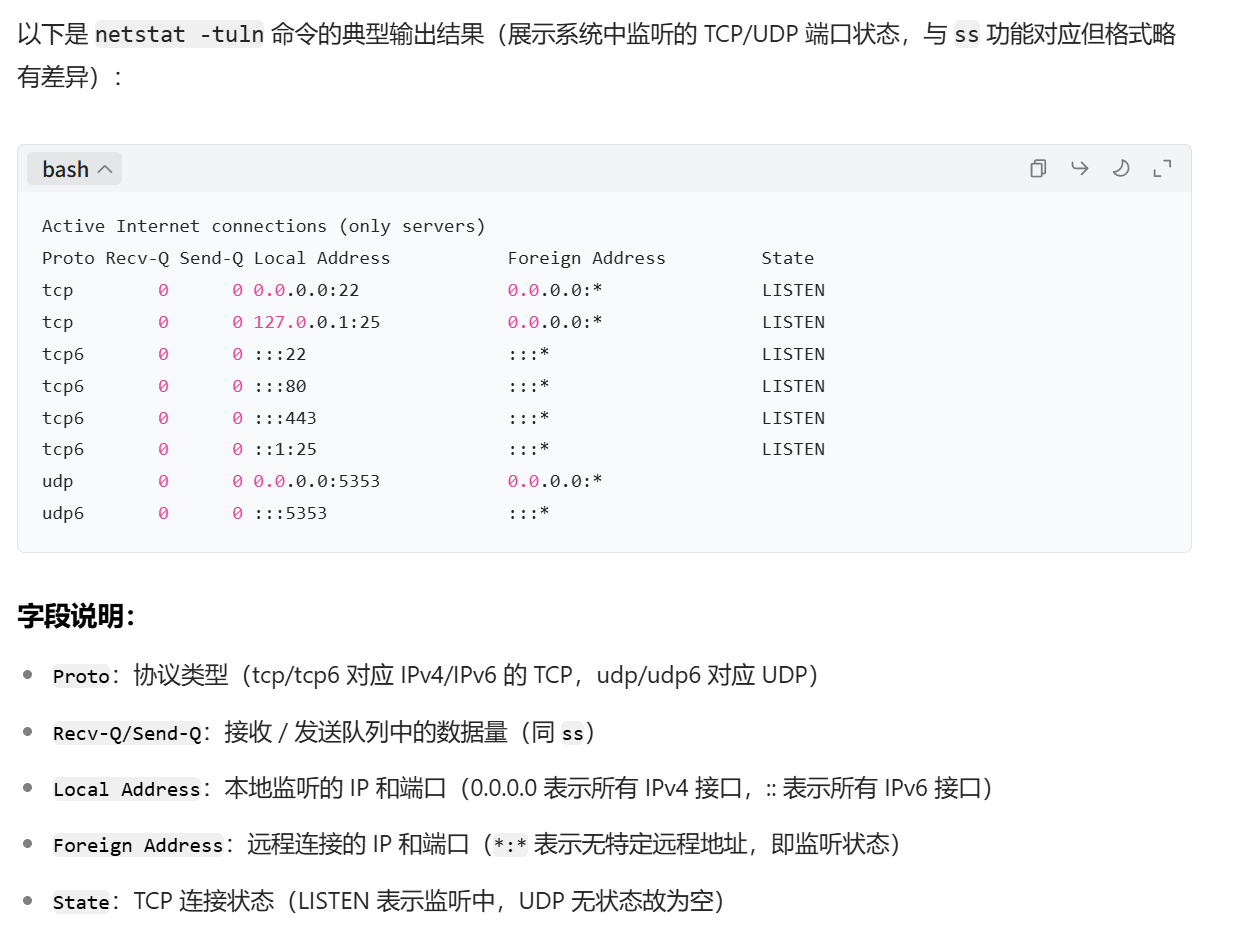 以下是 netstat -tuln 命令的典型输出结果（展示系统中监听的 TCP/UDP 端口状态，与 ss 功能对应但格式略
有差异）：
bash
Active Internet connections (only servers)
Proto Recv-Q Send-Q Local Address           Foreign Address         State
tcp        0      0 0.0.0.0:22              0.0.0.0:*               LISTEN
tcp        0      0 127.0.0.1:25            0.0.0.0:*               LISTEN
tcp6       0      0 :::22                   :::*                    LISTEN
tcp6       0      0 :::80                   :::*                    LISTEN
tcp6       0      0 :::443                  :::*                    LISTEN
tcp6       0      0 ::1:25                  :::*                    LISTEN
udp        0      0 0.0.0.0:5353            0.0.0.0:*
udp6       0      0 :::5353                 :::*
字段说明：
Proto：协议类型（tcp/tcp6 对应 IPv4/IPv6 的 TCP，udp/udp6 对应 UDP）
Recv-Q/Send-Q：接收 / 发送队列中的数据量（同 ss）
Local Address：本地监听的 IP 和端口（0.0.0.0 表示所有 IPv4 接口，:: 表示所有 IPv6 接口）
Foreign Address：远程连接的 IP 和端口（*:* 表示无特定远程地址，即监听状态）
State：TCP 连接状态（LISTEN 表示监听中，UDP 无状态故为空）